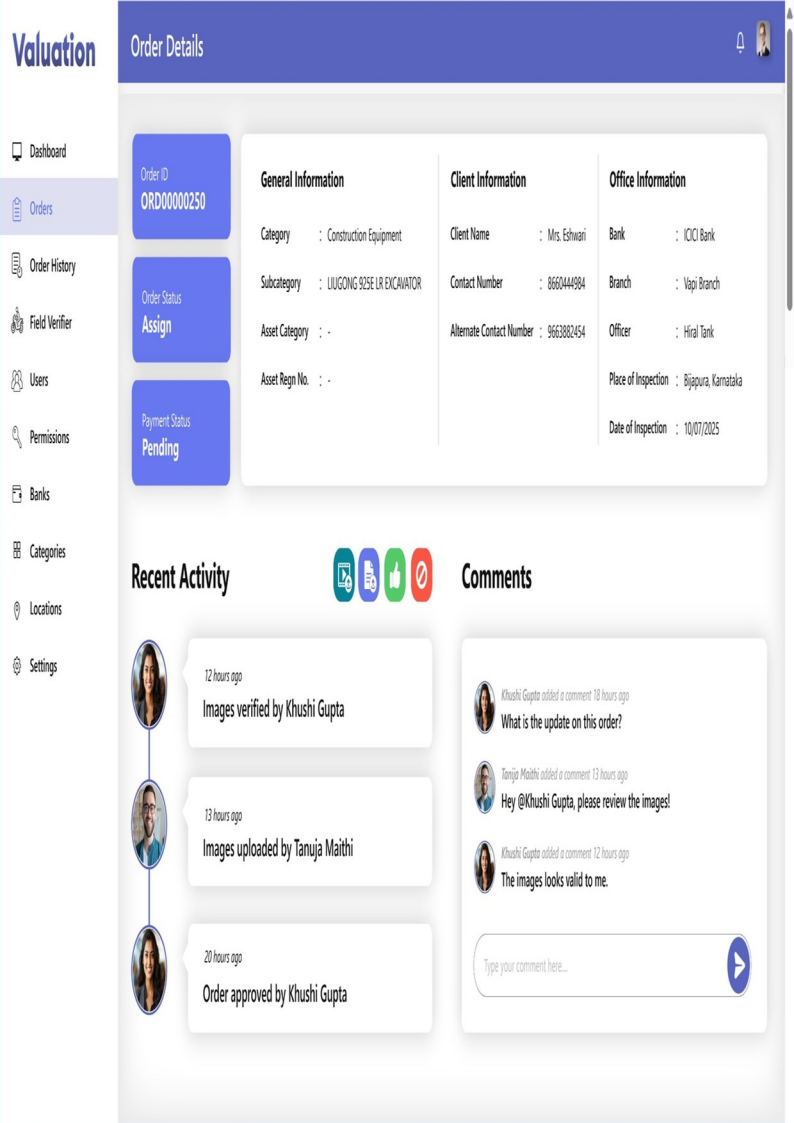 Valuation
Order Details
Dashboard
Orders
Order History
Field Verifier
Users
Permissions
Banks
Categories
Locations
Settings
Order ID
ORD00000250
Order Status
Assign
Payment Status
Pending
General Information
Category : Construction Equipment
Subcategory : LIUGONG 925E LR EXCAVATOR
Asset Category : -
Asset Regn No. : -
Client Information
Client Name : Mrs. Eshwari
Contact Number : 8660444984
Alternate Contact Number : 9663882454
Office Information
Bank : ICICI Bank
Branch : Vapi Branch
Officer : Hiral Tank
Place of Inspection : Bijapura, Karnataka
Date of Inspection : 10/07/2025
Recent Activity
12 hours ago
Images verified by Khushi Gupta
13 hours ago
Images uploaded by Tanuja Maithi
20 hours ago
Order approved by Khushi Gupta
Comments
Khushi Gupta added a comment 18 hours ago
What is the update on this order?
Tanija Maithi added a comment 13 hours ago
Hey @Khushi Gupta, please review the images!
Khushi Gupta added a comment 12 hours ago
The images looks valid to me.
Type your comment here...